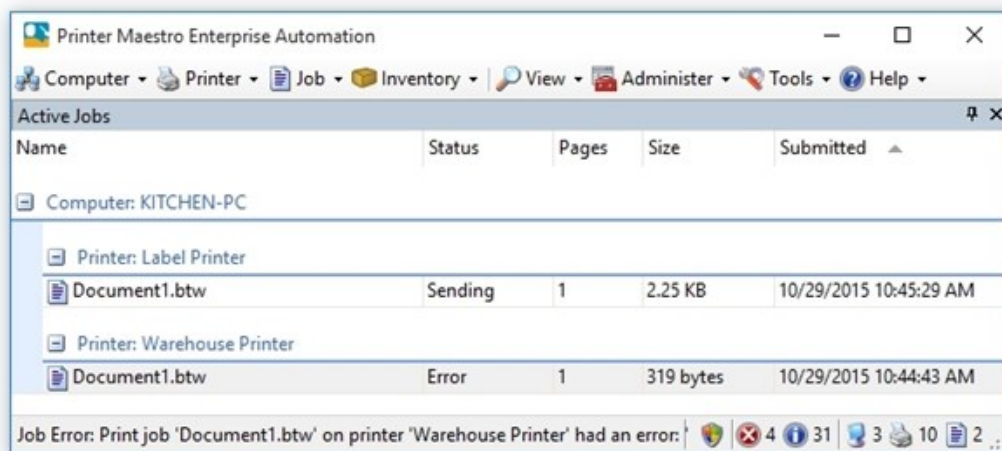 Printer Maestro Enterprise Automation
Computer Printer Job Inventory View Administer Tools Help
Active Jobs
Name Status Pages Size Submitted
Computer: KITCHEN-PC
Printer: Label Printer
Document1.btw Sending 1 2.25 KB 10/29/2015 10:45:29 AM
Printer: Warehouse Printer
Document1.btw Error 1 319 bytes 10/29/2015 10:44:43 AM
Job Error: Print job 'Document1.btw' on printer 'Warehouse Printer' had an error: ' 4 31 3 10 2